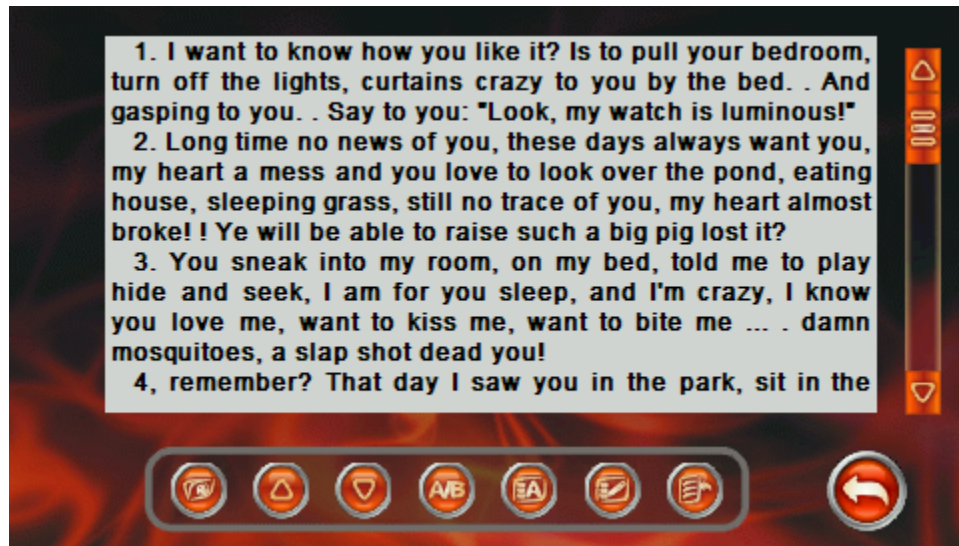 1. I want to know how you like it? Is to pull your bedroom,
turn off the lights, curtains crazy to you by the bed. . And
gasping to you. . Say to you: "Look, my watch is luminous!"
2. Long time no news of you, these days always want you,
my heart a mess and you love to look over the pond, eating
house, sleeping grass, still no trace of you, my heart almost
broke! ! Ye will be able to raise such a big pig lost it?
3. You sneak into my room, on my bed, told me to play
hide and seek, I am for you sleep, and I'm crazy, I know
you love me, want to kiss me, want to bite me ... . damn
mosquitoes, a slap shot dead you!
4, remember? That day I saw you in the park, sit in the
A/B
A